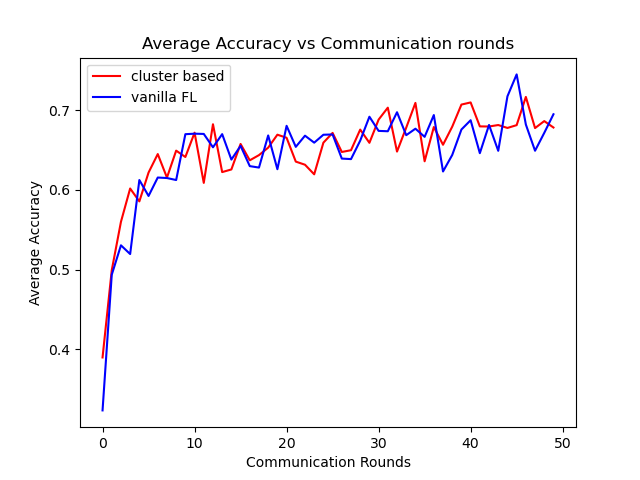 Average Accuracy vs Communication rounds
cluster based
vanilla FL
0.7
0.6
0.5
0.4
Average Accuracy
0 10 20 30 40 50
Communication Rounds